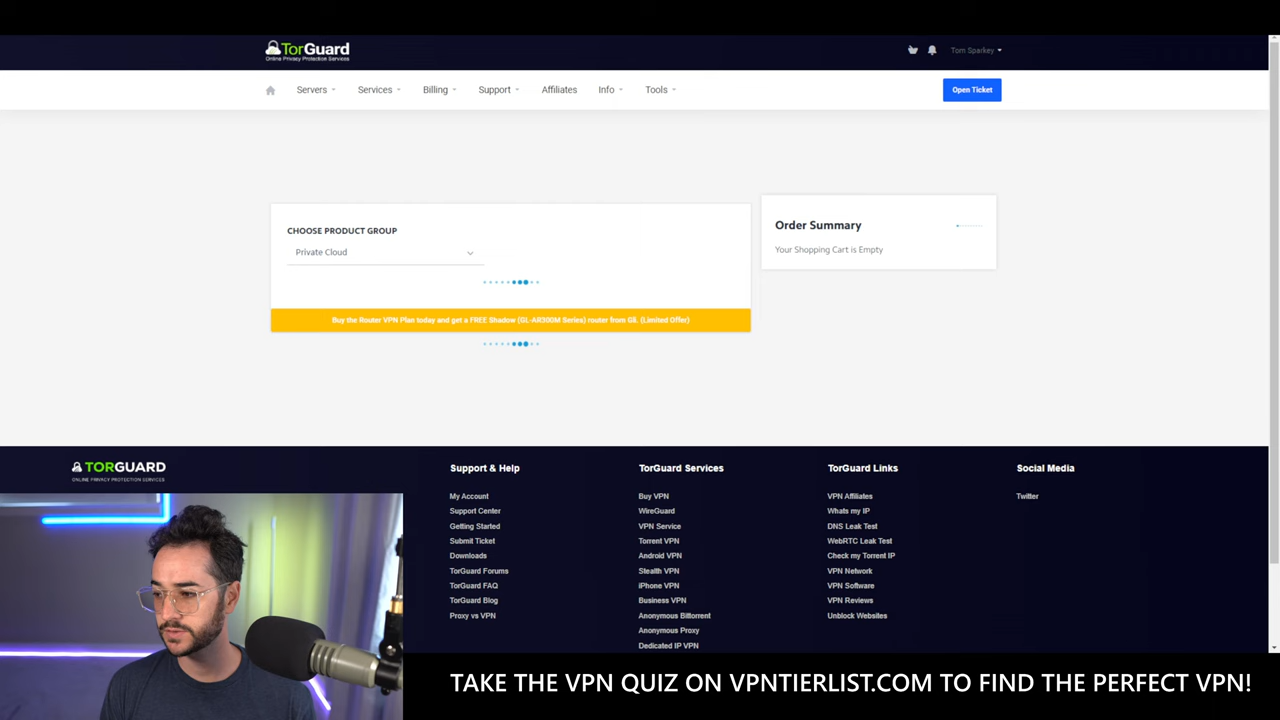 TorGuard
Online Privacy Protection Services
Tom Sparkey
Servers
Services
Billing
Support
Affiliates
Info
Tools
Open Ticket
CHOOSE PRODUCT GROUP
Private Cloud
Buy the Router VPN Plan today and get a FREE Shadow (GL-AR300M Series) router from Gli. (Limited Offer)
Order Summary
Your Shopping Cart is Empty
TORGUARD
ONLINE PRIVACY PROTECTION SERVICES
Support & Help
My Account
Support Center
Getting Started
Submit Ticket
Downloads
TorGuard Forums
TorGuard FAQ
TorGuard Blog
Proxy vs VPN
TorGuard Services
Buy VPN
WireGuard
VPN Service
Torrent VPN
Android VPN
Stealth VPN
iPhone VPN
Business VPN
Anonymous Bittorrent
Anonymous Proxy
Dedicated IP VPN
TorGuard Links
VPN Affiliates
Whats my IP
DNS Leak Test
WebRTC Leak Test
Check my Torrent IP
VPN Network
VPN Software
VPN Reviews
Unblock Websites
Social Media
Twitter
TAKE THE VPN QUIZ ON VPNTIERLIST.COM TO FIND THE PERFECT VPN!